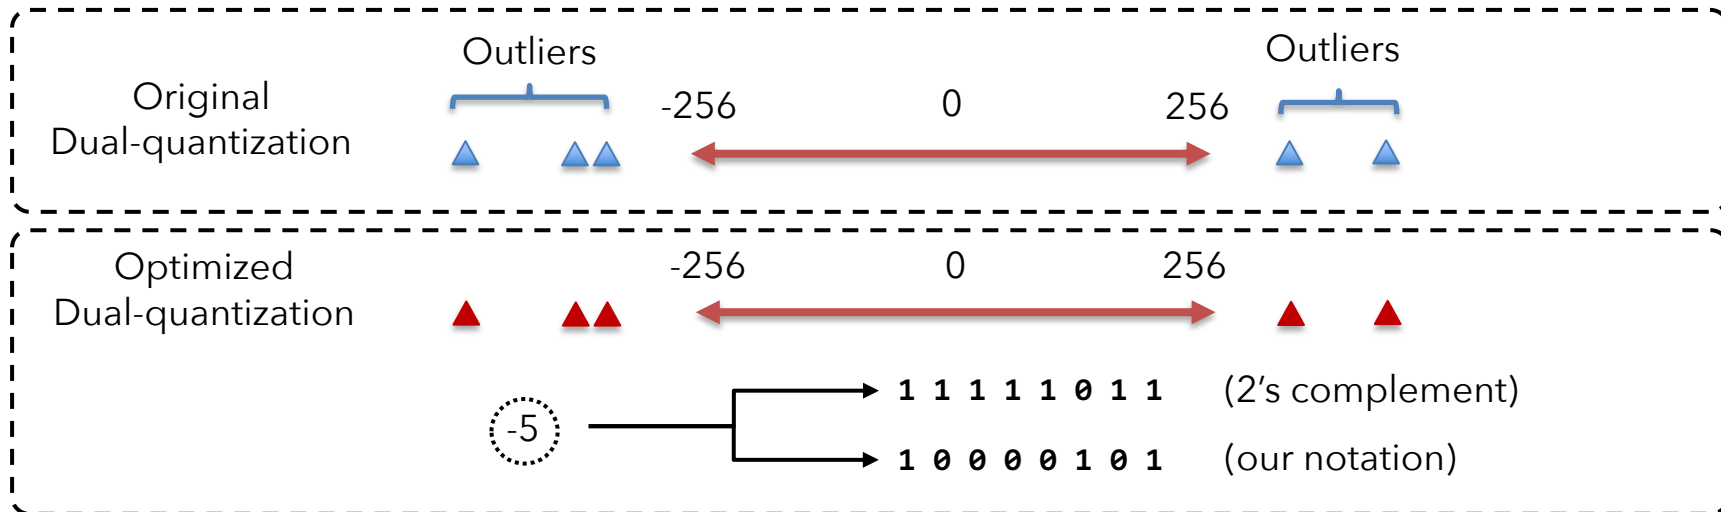 Outliers
Outliers
Original
Dual-quantization
-256
0
256
Optimized
Dual-quantization
-256
0
256
-5
1 1 1 1 1 0 1 1 (2's complement)
1 0 0 0 0 1 0 1 (our notation)